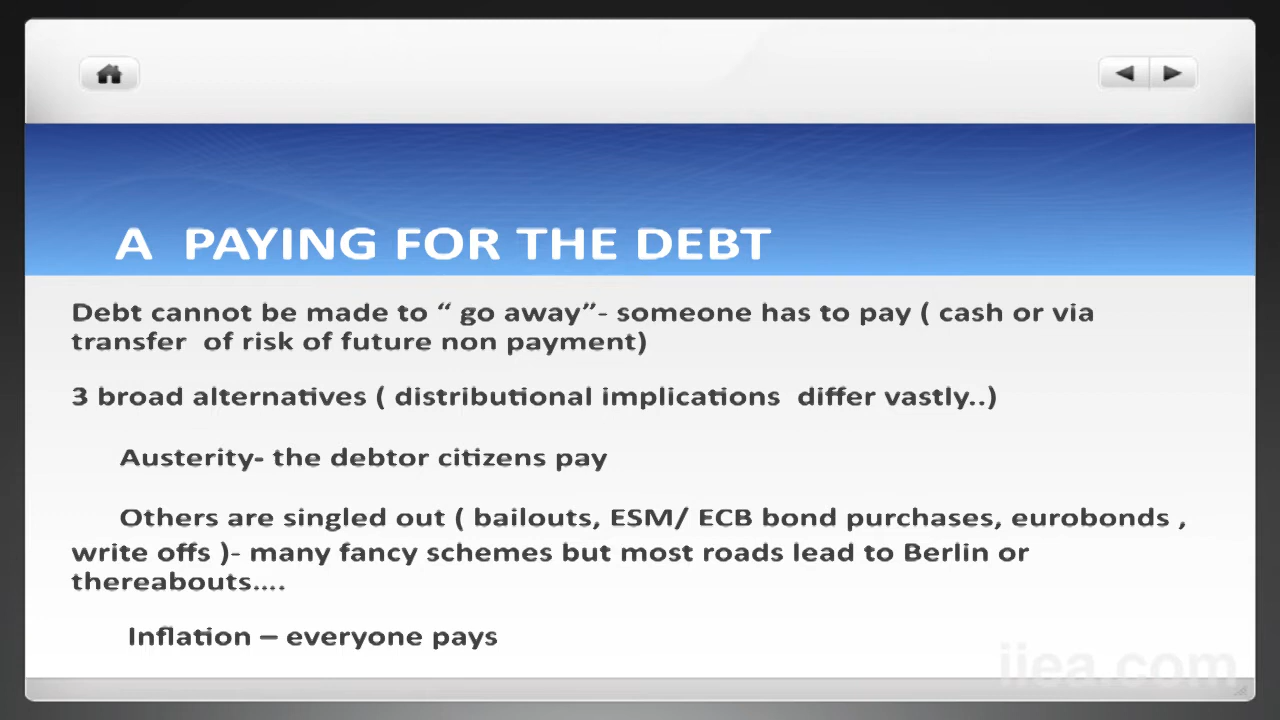 A  PAYING FOR THE DEBT
Debt cannot be made to “ go away”- someone has to pay ( cash or via
transfer  of risk of future non payment)
3 broad alternatives ( distributional implications  differ vastly..)
Austerity- the debtor citizens pay
Others are singled out ( bailouts, ESM/ ECB bond purchases, eurobonds ,
write offs )- many fancy schemes but most roads lead to Berlin or
thereabouts....
Inflation – everyone pays
iiea.com